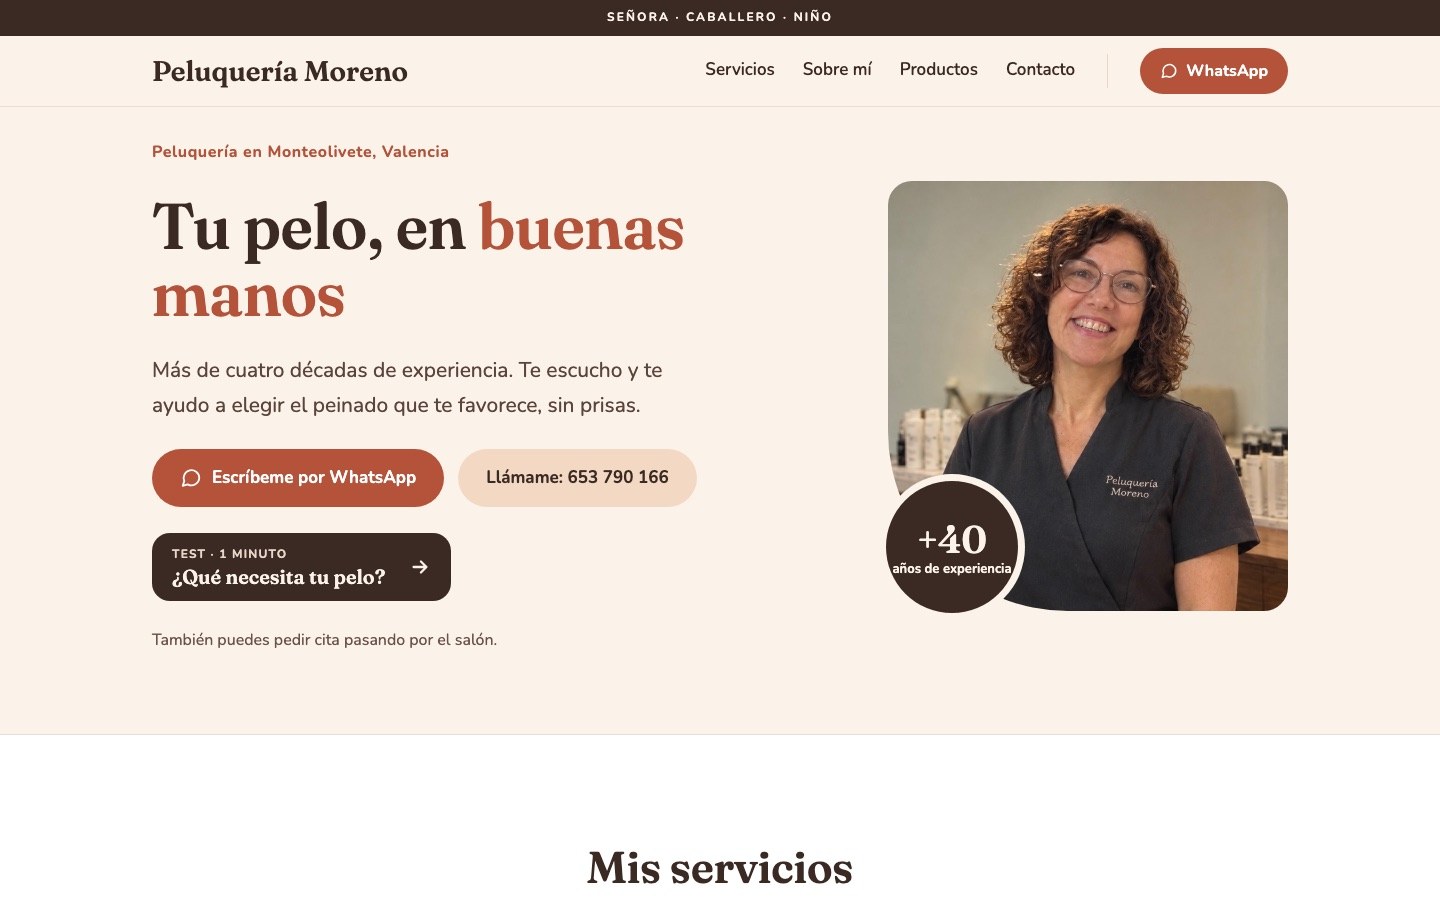 SEÑORA · CABALLERO · NIÑO
Peluquería Moreno
Servicios
Sobre mí
Productos
Contacto
WhatsApp
Peluquería en Monteolivete, Valencia
Tu pelo, en buenas
manos
Más de cuatro décadas de experiencia. Te escucho y te
ayudo a elegir el peinado que te favorece, sin prisas.
Escríbeme por WhatsApp
Llámame: 653 790 166
TEST · 1 MINUTO
¿Qué necesita tu pelo?
También puedes pedir cita pasando por el salón.
Peluquería
Moreno
+40
años de experiencia
Mis servicios